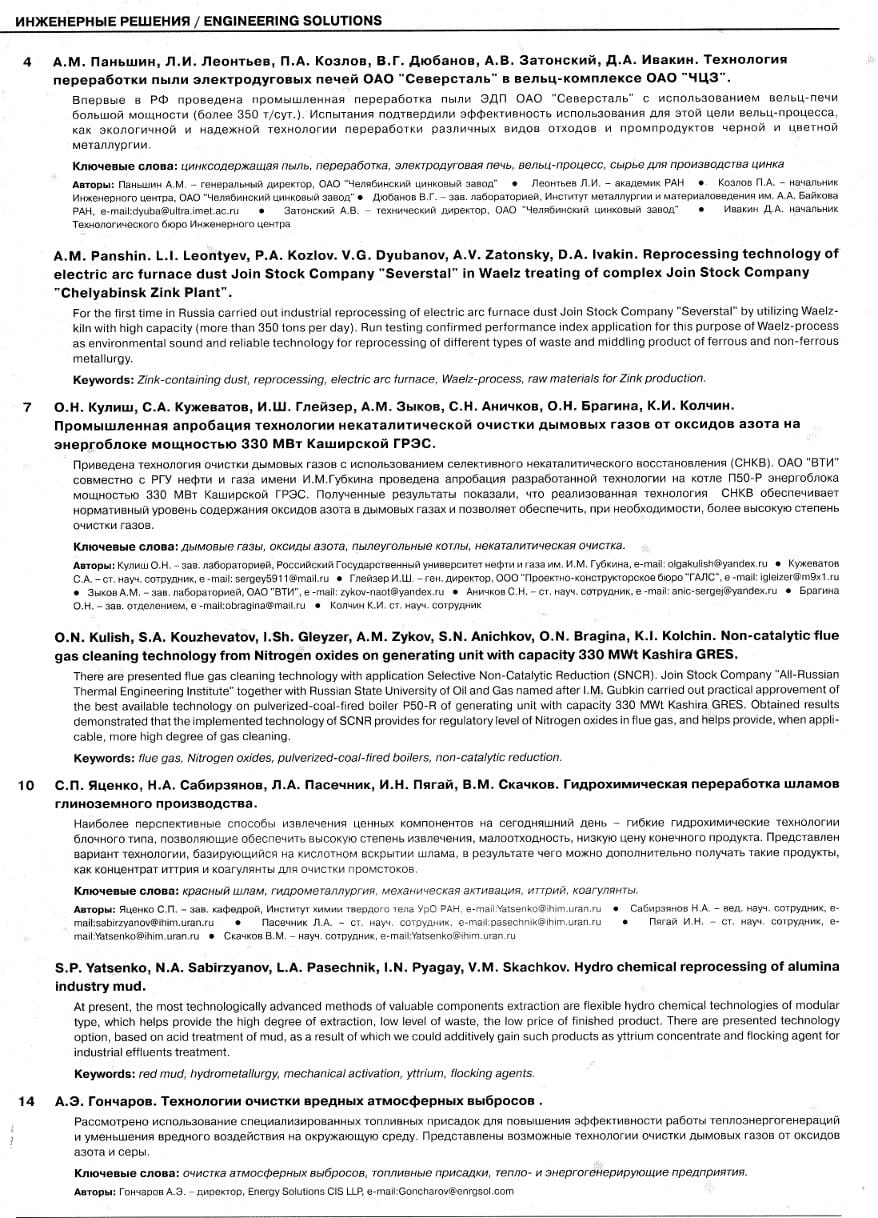 ИНЖЕНЕРНЫЕ РЕШЕНИЯ / ENGINEERING SOLUTIONS
4 А.М. Паньшин, Л.И. Леонтьев, П.А. Козлов, В.Г. Дюбанов, А.В. Затонский, Д.А. Ивакин. Технология
переработки пыли электродуговых печей ОАО "Северсталь" в вельц-комплексе ОАО "ЧЦЗ".
Впервые в РФ проведена промышленная переработка пыли ЭДП ОАО "Северсталь" с использованием вельц-печи
большой мощности (более 350 т/сут.). Испытания подтвердили эффективность использования для этой цели вельц-процесса,
как экологичной и надежной технологии переработки различных видов отходов и промпродуктов черной и цветной
металлургии.
Ключевые слова: цинксодержащая пыль, переработка, электродуговая печь, вельц-процесс, сырье для производства цинка
Авторы: Паньшин А.М. – генеральный директор, ОАО "Челябинский цинковый завод" ● Леонтьев Л.И. – академик РАН ● Козлов П.А. – начальник
Инженерного центра, ОАО "Челябинский цинковый завод" ● Дюбанов В.Г. – зав. лабораторией, Институт металлургии и материаловедения им. А.А. Байкова
РАН, e-mail:dyuba@ultra.imet.ac.ru ● Затонский А.В. – технический директор, ОАО "Челябинский цинковый завод" ● Ивакин Д.А. начальник
Технологического бюро Инженерного центра
A.M. Panshin. L.I. Leontyev, P.A. Kozlov. V.G. Dyubanov, A.V. Zatonsky, D.A. Ivakin. Reprocessing technology of
electric arc furnace dust Join Stock Company "Severstal" in Waelz treating of complex Join Stock Company
"Chelyabinsk Zink Plant".
For the first time in Russia carried out industrial reprocessing of electric arc furnace dust Join Stock Company "Severstal" by utilizing Waelz-
kiln with high capacity (more than 350 tons per day). Run testing confirmed performance index application for this purpose of Waelz-process
as environmental sound and reliable technology for reprocessing of different types of waste and middling product of ferrous and non-ferrous
metallurgy.
Keywords: Zink-containing dust, reprocessing, electric arc furnace, Waelz-process, raw materials for Zink production.
7 О.Н. Кулиш, С.А. Кужеватов, И.Ш. Глейзер, А.М. Зыков, С.Н. Аничков, О.Н. Брагина, К.И. Колчин.
Промышленная апробация технологии некаталитической очистки дымовых газов от оксидов азота на
энергоблоке мощностью 330 МВт Каширской ГРЭС.
Приведена технология очистки дымовых газов с использованием селективного некаталитического восстановления (СНКВ). ОАО "ВТИ"
совместно с РГУ нефти и газа имени И.М.Губкина проведена апробация разработанной технологии на котле П50-Р энергоблока
мощностью 330 МВт Каширской ГРЭС. Полученные результаты показали, что реализованная технология СНКВ обеспечивает
нормативный уровень содержания оксидов азота в дымовых газах и позволяет обеспечить, при необходимости, более высокую степень
очистки газов.
Ключевые слова: дымовые газы, оксиды азота, пылеугольные котлы, некаталитическая очистка.
Авторы: Кулиш О.Н. – зав. лабораторией, Российский Государственный университет нефти и газа им. И.М. Губкина, e-mail: olgakulish@yandex.ru ● Кужеватов
С.А. – ст. науч. сотрудник, e -mail: sergey5911@mail.ru ● Глейзер И.Ш. – ген. директор, ООО "Проектно-конструкторское бюро "ГАЛС", e -mail: igleizer@m9x1.ru
● Зыков А.М. – зав. лабораторией, ОАО "ВТИ", e -mail: zykov-naot@yandex.ru ● Аничков С.Н. – ст. науч. сотрудник, e -mail: anic-sergej@yandex.ru ● Брагина
О.Н. – зав. отделением, e -mail:obragina@mail.ru ● Колчин К.И. ст. науч. сотрудник
O.N. Kulish, S.A. Kouzhevatov, I.Sh. Gleyzer, A.M. Zykov, S.N. Anichkov, O.N. Bragina, K.I. Kolchin. Non-catalytic flue
gas cleaning technology from Nitrogen oxides on generating unit with capacity 330 MWt Kashira GRES.
There are presented flue gas cleaning technology with application Selective Non-Catalytic Reduction (SNCR). Join Stock Company "All-Russian
Thermal Engineering Institute" together with Russian State University of Oil and Gas named after I.M. Gubkin carried out practical approvement of
the best available technology on pulverized-coal-fired boiler P50-R of generating unit with capacity 330 MWt Kashira GRES. Obtained results
demonstrated that the implemented technology of SCNR provides for regulatory level of Nitrogen oxides in flue gas, and helps provide, when appli-
cable, more high degree of gas cleaning.
Keywords: flue gas, Nitrogen oxides, pulverized-coal-fired boilers, non-catalytic reduction.
10 С.П. Яценко, Н.А. Сабирзянов, Л.А. Пасечник, И.Н. Пягай, В.М. Скачков. Гидрохимическая переработка шламов
глиноземного производства.
Наиболее перспективные способы извлечения ценных компонентов на сегодняшний день – гибкие гидрохимические технологии
блочного типа, позволяющие обеспечить высокую степень извлечения, малоотходность, низкую цену конечного продукта. Представлен
вариант технологии, базирующийся на кислотном вскрытии шлама, в результате чего можно дополнительно получать такие продукты,
как концентрат иттрия и коагулянты для очистки промстоков.
Ключевые слова: красный шлам, гидрометаллургия, механическая активация, иттрий, коагулянты.
Авторы: Яценко С.П. – зав. кафедрой, Институт химии твердого тела УрО РАН, e-mail:Yatsenko@ihim.uran.ru ● Сабирзянов Н.А. – вед. науч. сотрудник, e-
mail:sabirzyanov@ihim.uran.ru ● Пасечник Л.А. – ст. науч. сотрудник, e-mail:pasechnik@ihim.uran.ru ● Пягай И.Н. – ст. науч. сотрудник, e-
mail:Yatsenko@ihim.uran.ru ● Скачков В.М. – науч. сотрудник, e-mail:Yatsenko@ihim.uran.ru
S.P. Yatsenko, N.A. Sabirzyanov, L.A. Pasechnik, I.N. Pyagay, V.M. Skachkov. Hydro chemical reprocessing of alumina
industry mud.
At present, the most technologically advanced methods of valuable components extraction are flexible hydro chemical technologies of modular
type, which helps provide the high degree of extraction, low level of waste, the low price of finished product. There are presented technology
option, based on acid treatment of mud, as a result of which we could additively gain such products as yttrium concentrate and flocking agent for
industrial effluents treatment.
Keywords: red mud, hydrometallurgy, mechanical activation, yttrium, flocking agents.
14 А.Э. Гончаров. Технологии очистки вредных атмосферных выбросов .
Рассмотрено использование специализированных топливных присадок для повышения эффективности работы теплоэнергогенераций
и уменьшения вредного воздействия на окружающую среду. Представлены возможные технологии очистки дымовых газов от оксидов
азота и серы.
Ключевые слова: очистка атмосферных выбросов, топливные присадки, тепло- и энергогенерирующие предприятия.
Авторы: Гончаров А.Э. – директор, Energy Solutions CIS LLP, e-mail:Goncharov@enrgsol.com